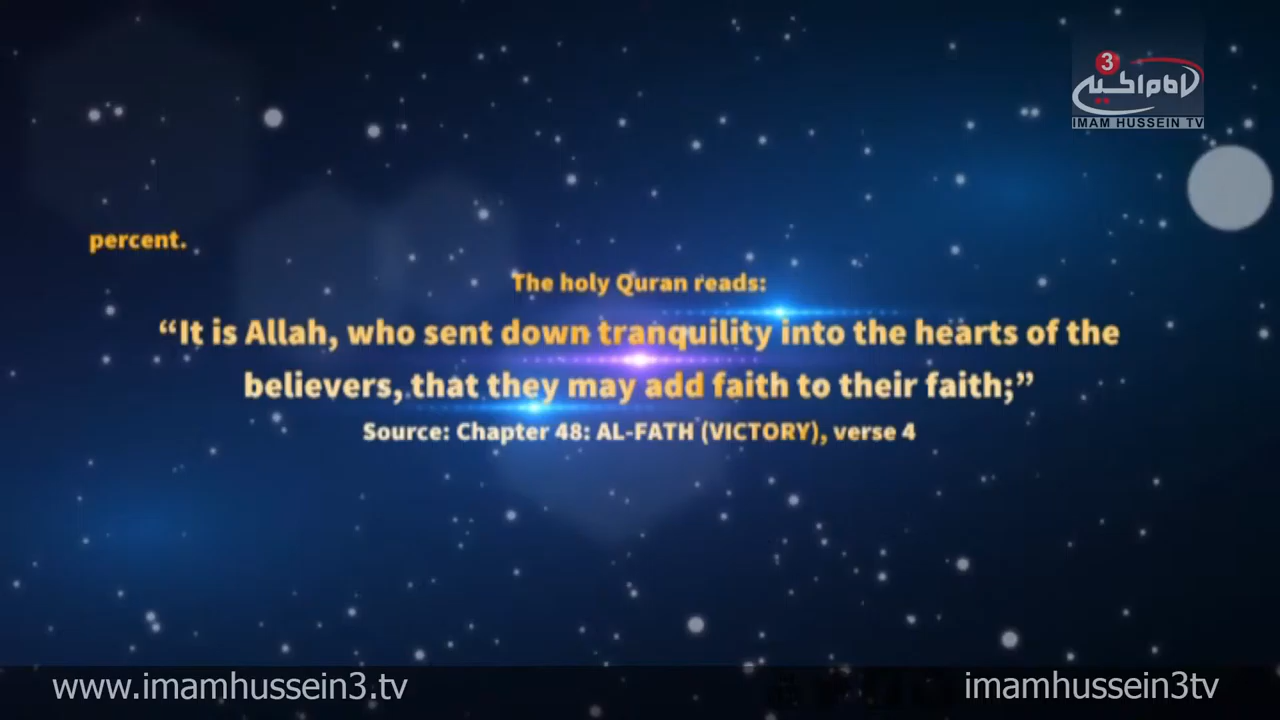 3
IMAM HUSSEIN TV
percent.
The holy Quran reads:
“It is Allah, who sent down tranquility into the hearts of the
believers, that they may add faith to their faith;”
Source: Chapter 48: AL-FATH (VICTORY), verse 4
www.imamhussein3.tv
imamhussein3tv